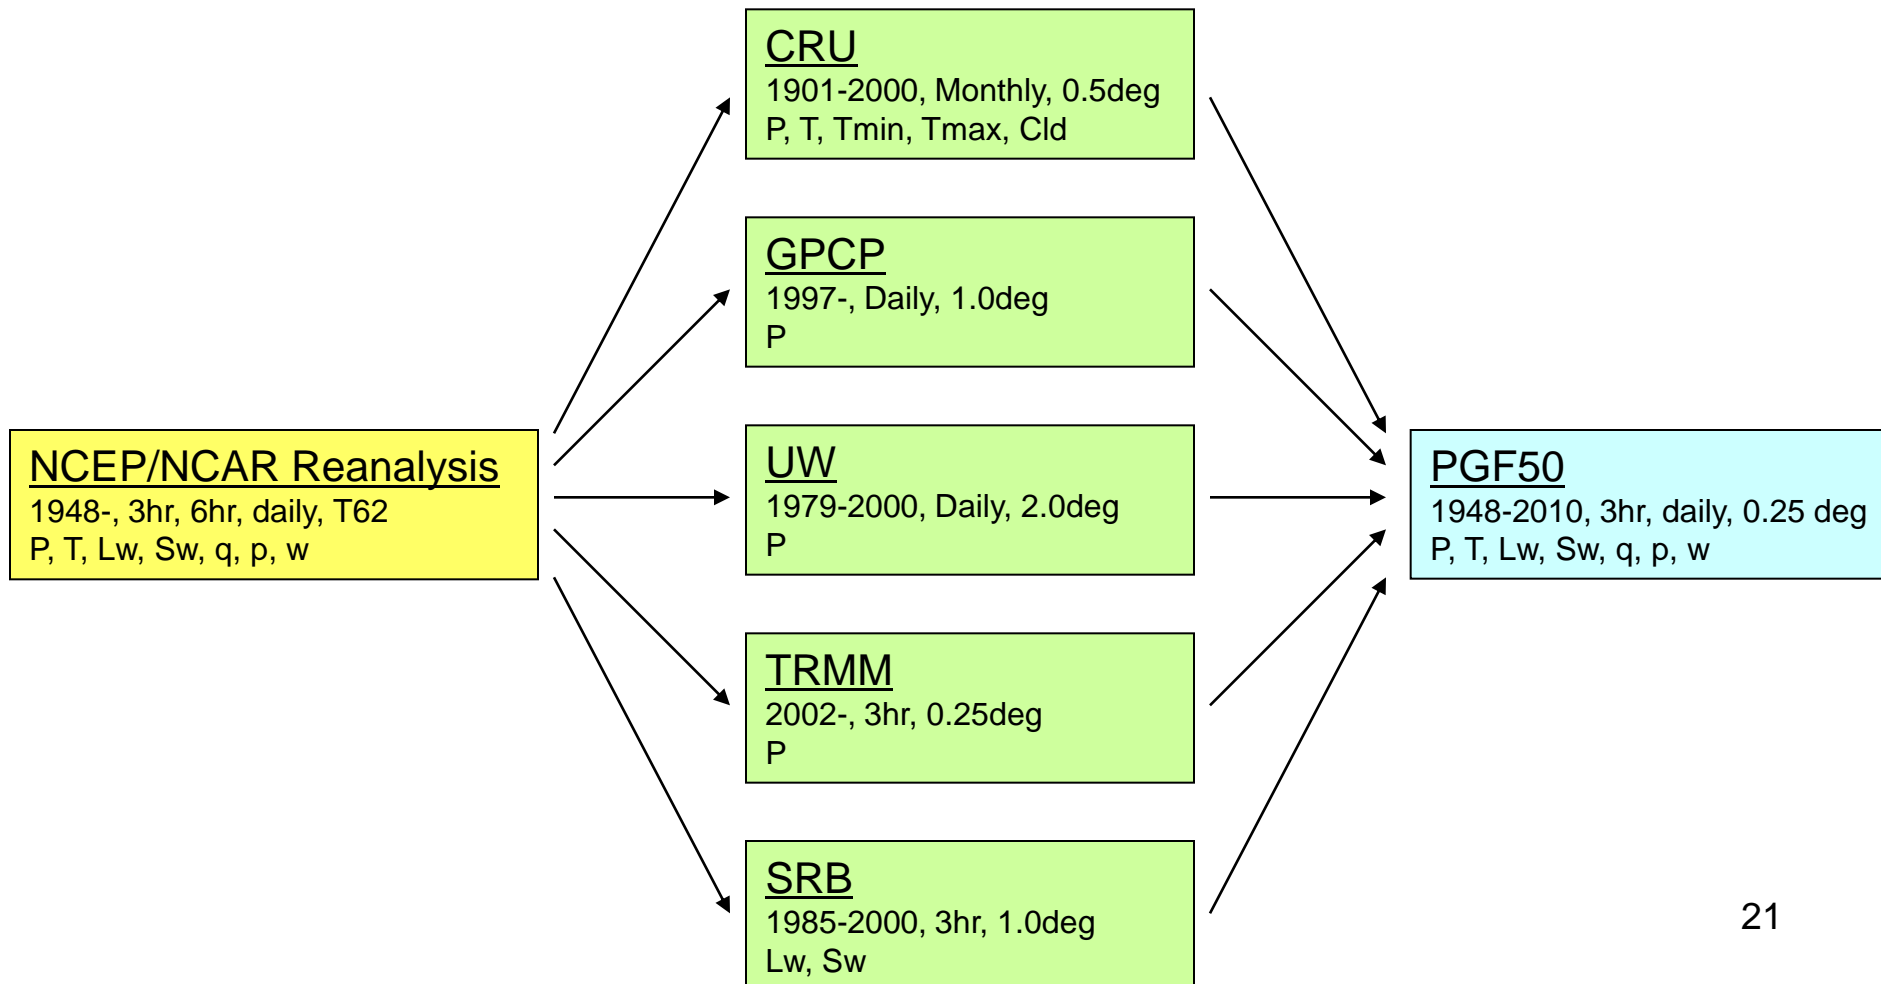 CRU
1901-2000, Monthly, 0.5deg
P, T, Tmin, Tmax, Cld
GPCP
1997-, Daily, 1.0deg
P
NCEP/NCAR Reanalysis
1948-, 3hr, 6hr, daily, T62
P, T, Lw, Sw, q, p, w
UW
1979-2000, Daily, 2.0deg
P
PGF50
1948-2010, 3hr, daily, 0.25 deg
P, T, Lw, Sw, q, p, w
TRMM
2002-, 3hr, 0.25deg
P
SRB
1985-2000, 3hr, 1.0deg
Lw, Sw
21